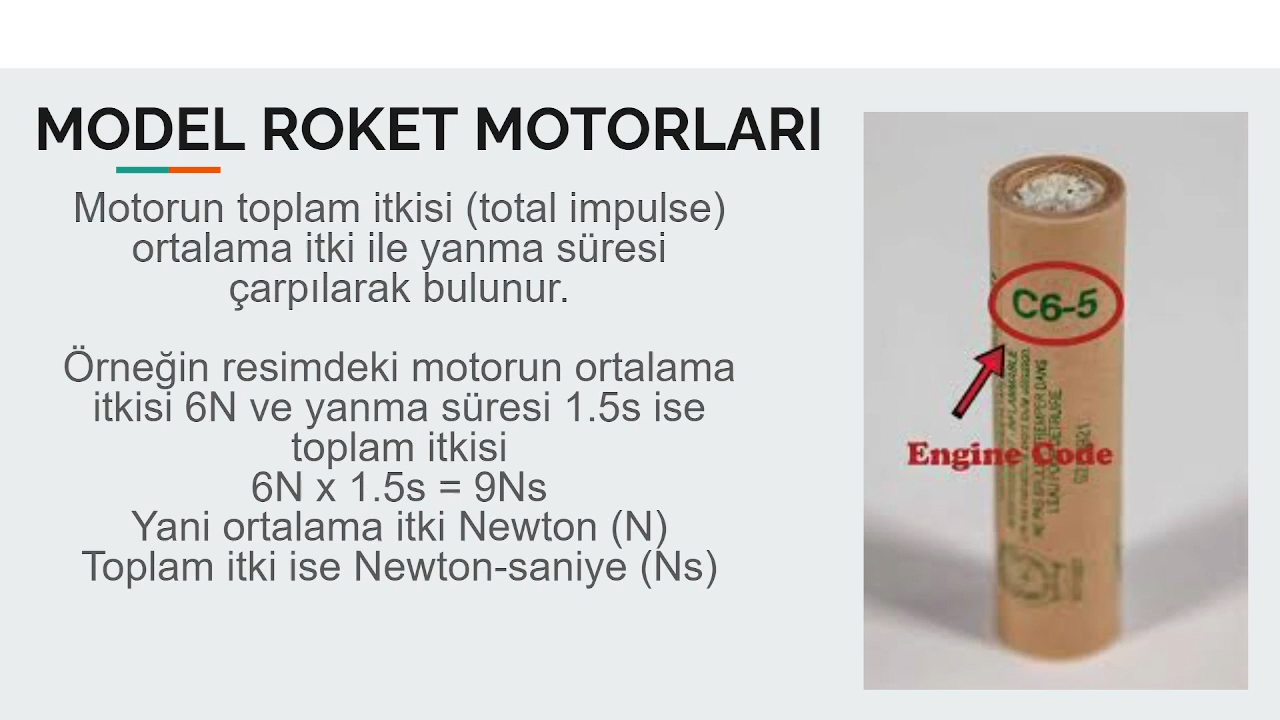 MODEL ROKET MOTORLARI
Motorun toplam itkisi (total impulse)
ortalama itki ile yanma süresi
çarpılarak bulunur.
Örneğin resimdeki motorun ortalama
itkisi 6N ve yanma süresi 1.5s ise
toplam itkisi
6N x 1.5s = 9Ns
Yani ortalama itki Newton (N)
Toplam itki ise Newton-saniye (Ns)
C6-5
Engine Code